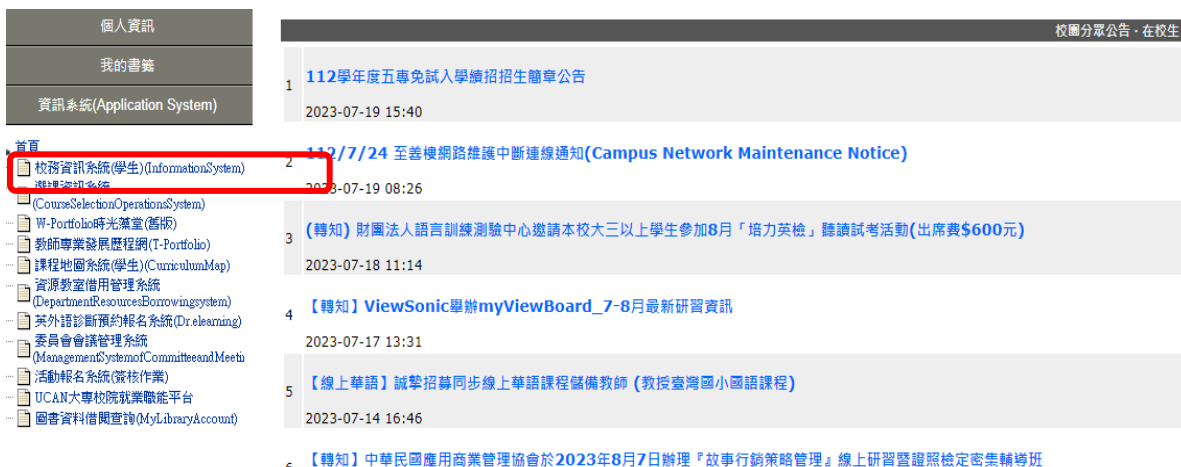 個人資訊
我的書籤
資訊系統(Application System)
首頁
校務資訊系統(學生)(InformationSystem)
選課資訊系統
(CourseSelectionOperationsSystem)
W-Portfolio時光藻堂(舊版)
教師專業發展歷程網(T-Portfolio)
課程地圖系統(學生)(CurriculumMap)
資源教室借用管理系統
(DepartmentResourcesBorrowingsystem)
英外語診斷預約報名系統(Dr.elearning)
委員會會議管理系統
(ManagementSystemofCommitteeandMeetin
活動報名系統(簽核作業)
UCAN大專校院就業職能平台
圖書資料借閱查詢(MyLibraryAccount)
校園分眾公告 - 在校生
1
112學年度五專免試入學續招招生簡章公告
2023-07-19 15:40
2
112/7/24 至善樓網路維護中斷連線通知(Campus Network Maintenance Notice)
2023-07-19 08:26
3
(轉知) 財團法人語言訓練測驗中心邀請本校大三以上學生參加8月「培力英檢」聽讀試考活動(出席費$600元)
2023-07-18 11:14
4
【轉知】ViewSonic舉辦myViewBoard_7-8月最新研習資訊
2023-07-17 13:31
5
【線上華語】誠摯招募同步線上華語課程儲備教師 (教授臺灣國小國語課程)
2023-07-14 16:46
6
【轉知】中華民國應用商業管理協會於2023年8月7日辦理『故事行銷策略管理』線上研習暨證照檢定密集輔導班